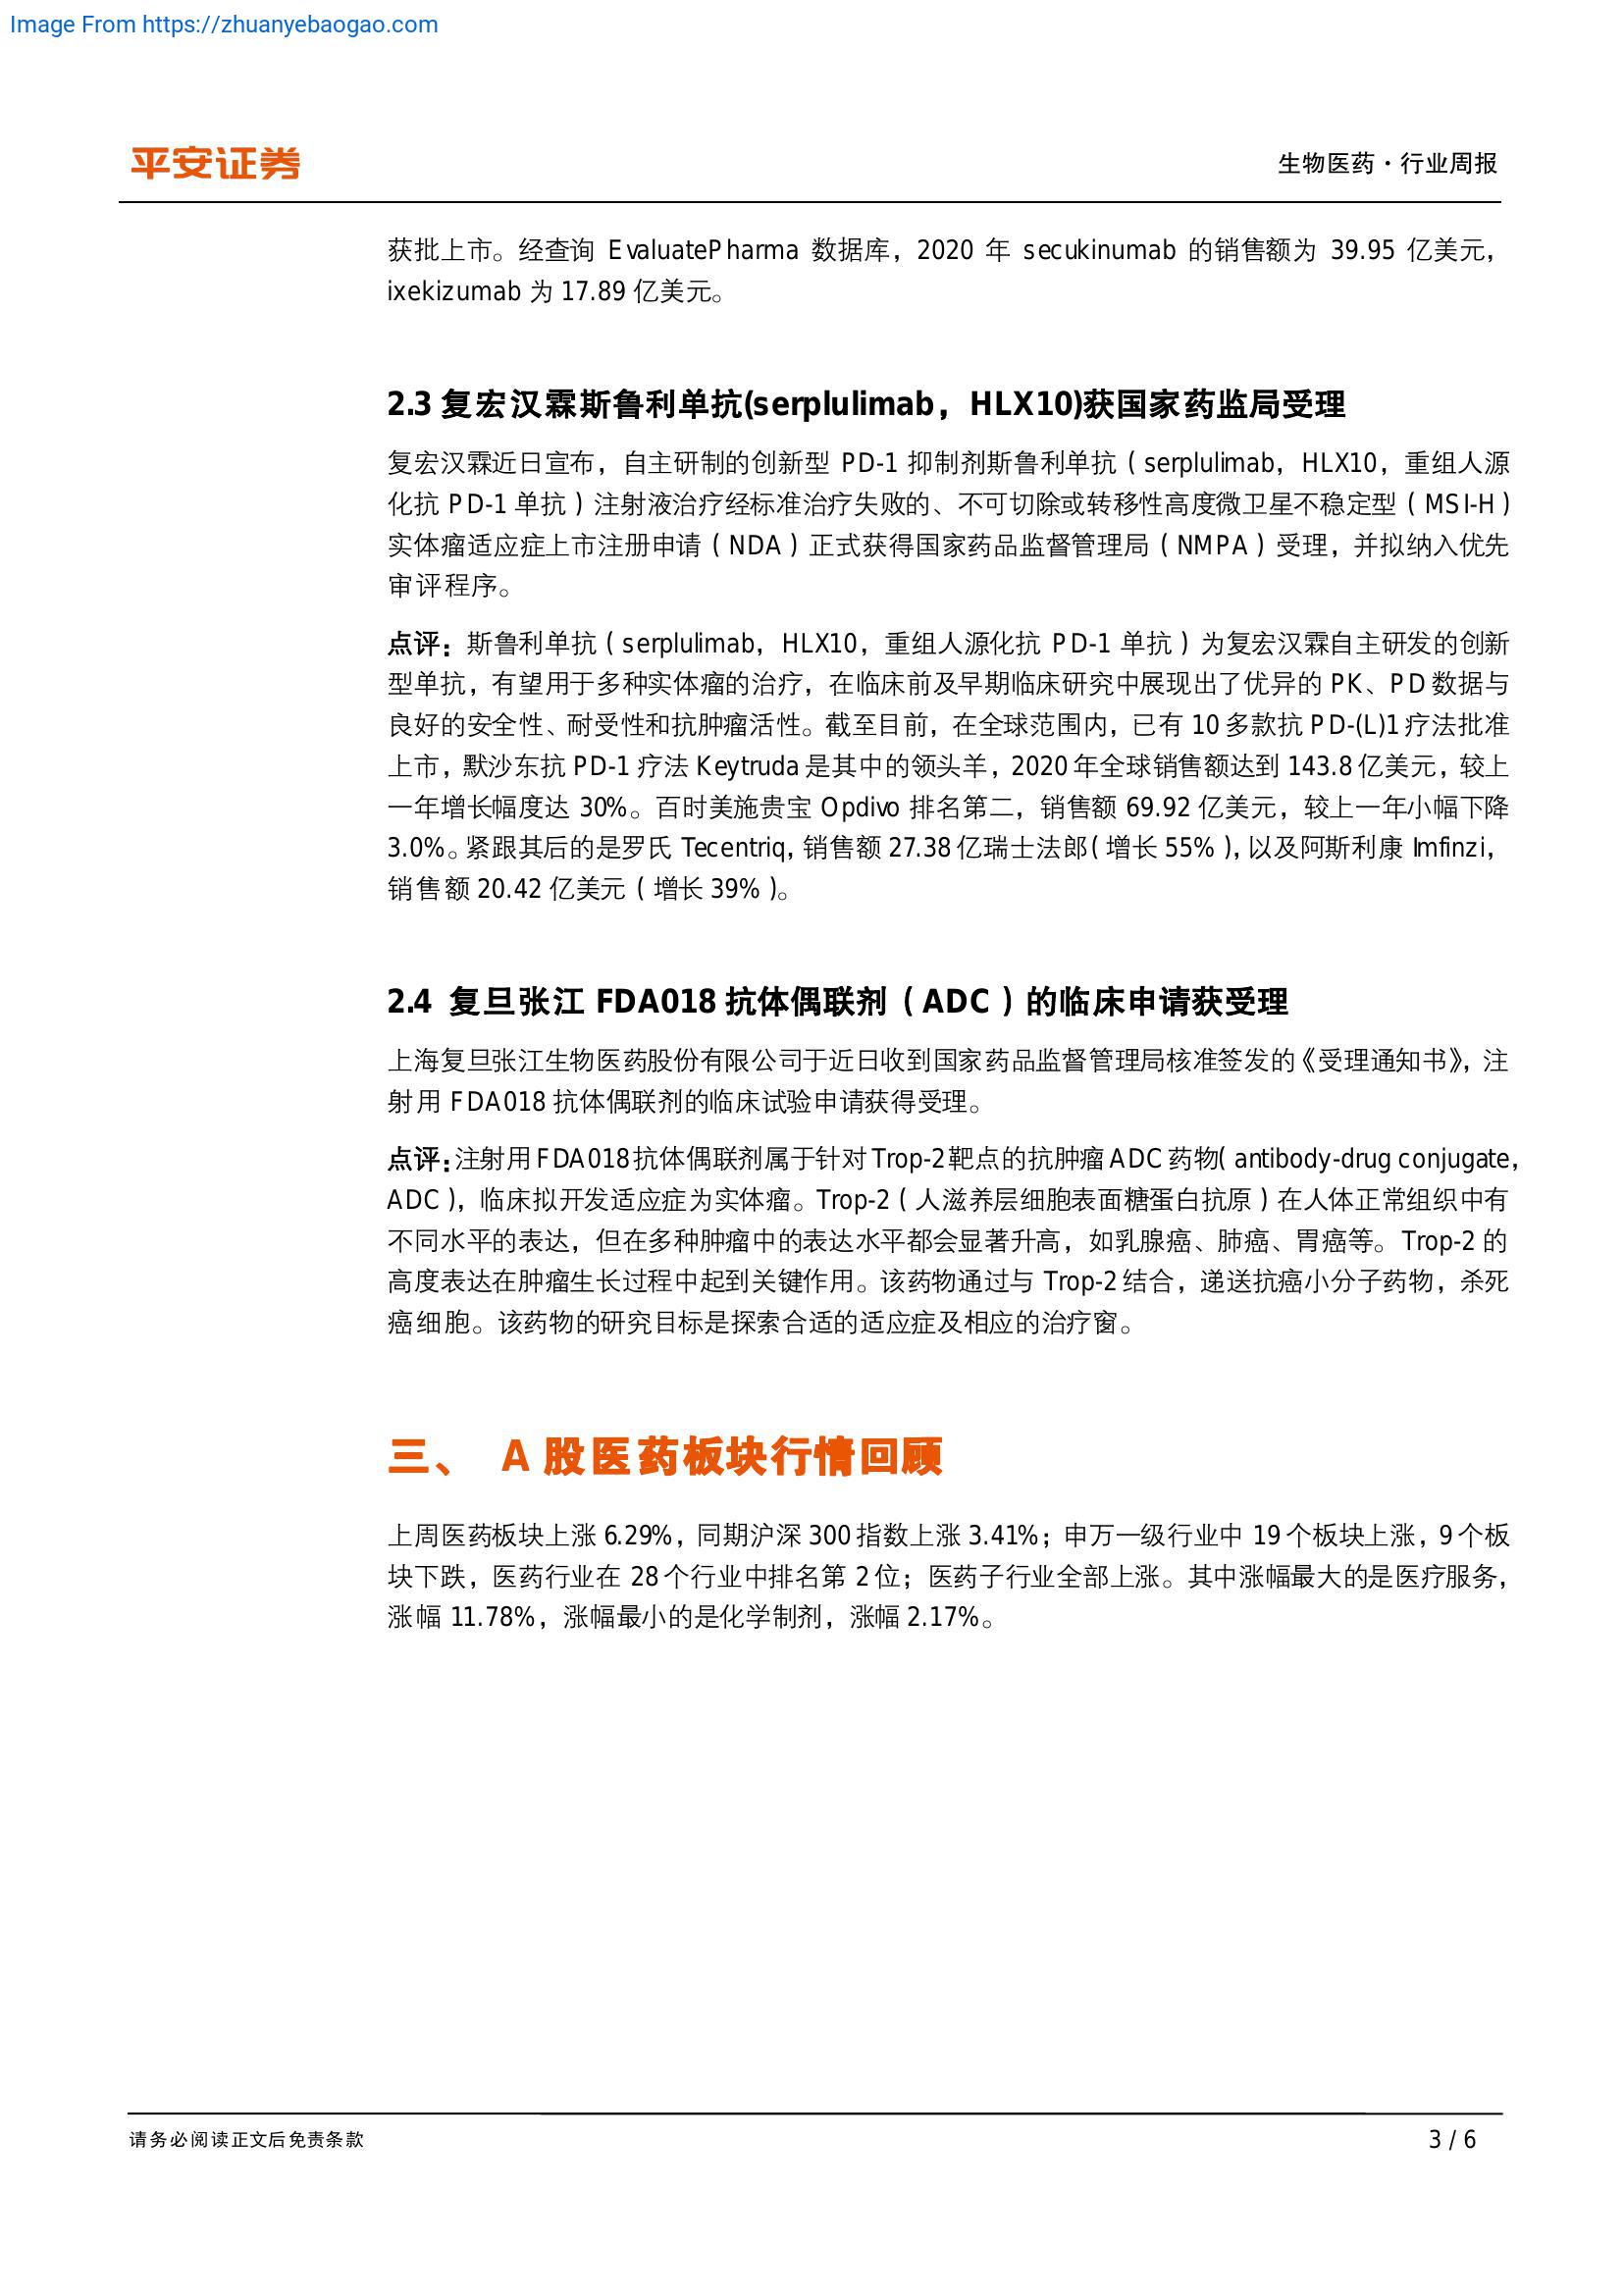 Image From https://zhuanyebaogao.com
平安证券
生物医药·行业周报
获批上市。经查询 EvaluatePharma 数据库，2020 年 secukinumab 的销售额为 39.95 亿美元，
ixekizumab 为 17.89 亿美元。
2.3 复宏汉霖斯鲁利单抗(serplulimab，HLX10)获国家药监局受理
复宏汉霖近日宣布，自主研制的创新型 PD-1 抑制剂斯鲁利单抗（serplulimab，HLX10，重组人源
化抗 PD-1 单抗）注射液治疗经标准治疗失败的、不可切除或转移性高度微卫星不稳定型（MSI-H）
实体瘤适应症上市注册申请（NDA）正式获得国家药品监督管理局（NMPA）受理，并拟纳入优先
审评程序。
点评：斯鲁利单抗（serplulimab，HLX10，重组人源化抗 PD-1 单抗）为复宏汉霖自主研发的创新
型单抗，有望用于多种实体瘤的治疗，在临床前及早期临床研究中展现出了优异的 PK、PD 数据与
良好的安全性、耐受性和抗肿瘤活性。截至目前，在全球范围内，已有 10 多款抗 PD-(L)1 疗法批准
上市，默沙东抗 PD-1 疗法 Keytruda 是其中的领头羊，2020 年全球销售额达到 143.8 亿美元，较上
一年增长幅度达 30%。百时美施贵宝 Opdivo 排名第二，销售额 69.92 亿美元，较上一年小幅下降
3.0%。紧跟其后的是罗氏 Tecentriq，销售额 27.38 亿瑞士法郎（增长 55%），以及阿斯利康 Imfinzi，
销售额 20.42 亿美元（增长 39%）。
2.4 复旦张江 FDA018 抗体偶联剂（ADC）的临床申请获受理
上海复旦张江生物医药股份有限公司于近日收到国家药品监督管理局核准签发的《受理通知书》，注
射用 FDA018 抗体偶联剂的临床试验申请获得受理。
点评：注射用 FDA018 抗体偶联剂属于针对 Trop-2 靶点的抗肿瘤 ADC 药物（antibody-drug conjugate，
ADC），临床拟开发适应症为实体瘤。Trop-2（人滋养层细胞表面糖蛋白抗原）在人体正常组织中有
不同水平的表达，但在多种肿瘤中的表达水平都会显著升高，如乳腺癌、肺癌、胃癌等。Trop-2 的
高度表达在肿瘤生长过程中起到关键作用。该药物通过与 Trop-2 结合，递送抗癌小分子药物，杀死
癌细胞。该药物的研究目标是探索合适的适应症及相应的治疗窗。
三、 A 股医药板块行情回顾
上周医药板块上涨 6.29%，同期沪深 300 指数上涨 3.41%；申万一级行业中 19 个板块上涨，9 个板
块下跌，医药行业在 28 个行业中排名第 2 位；医药子行业全部上涨。其中涨幅最大的是医疗服务，
涨幅 11.78%，涨幅最小的是化学制剂，涨幅 2.17%。
请务必阅读正文后免责条款
3 / 6